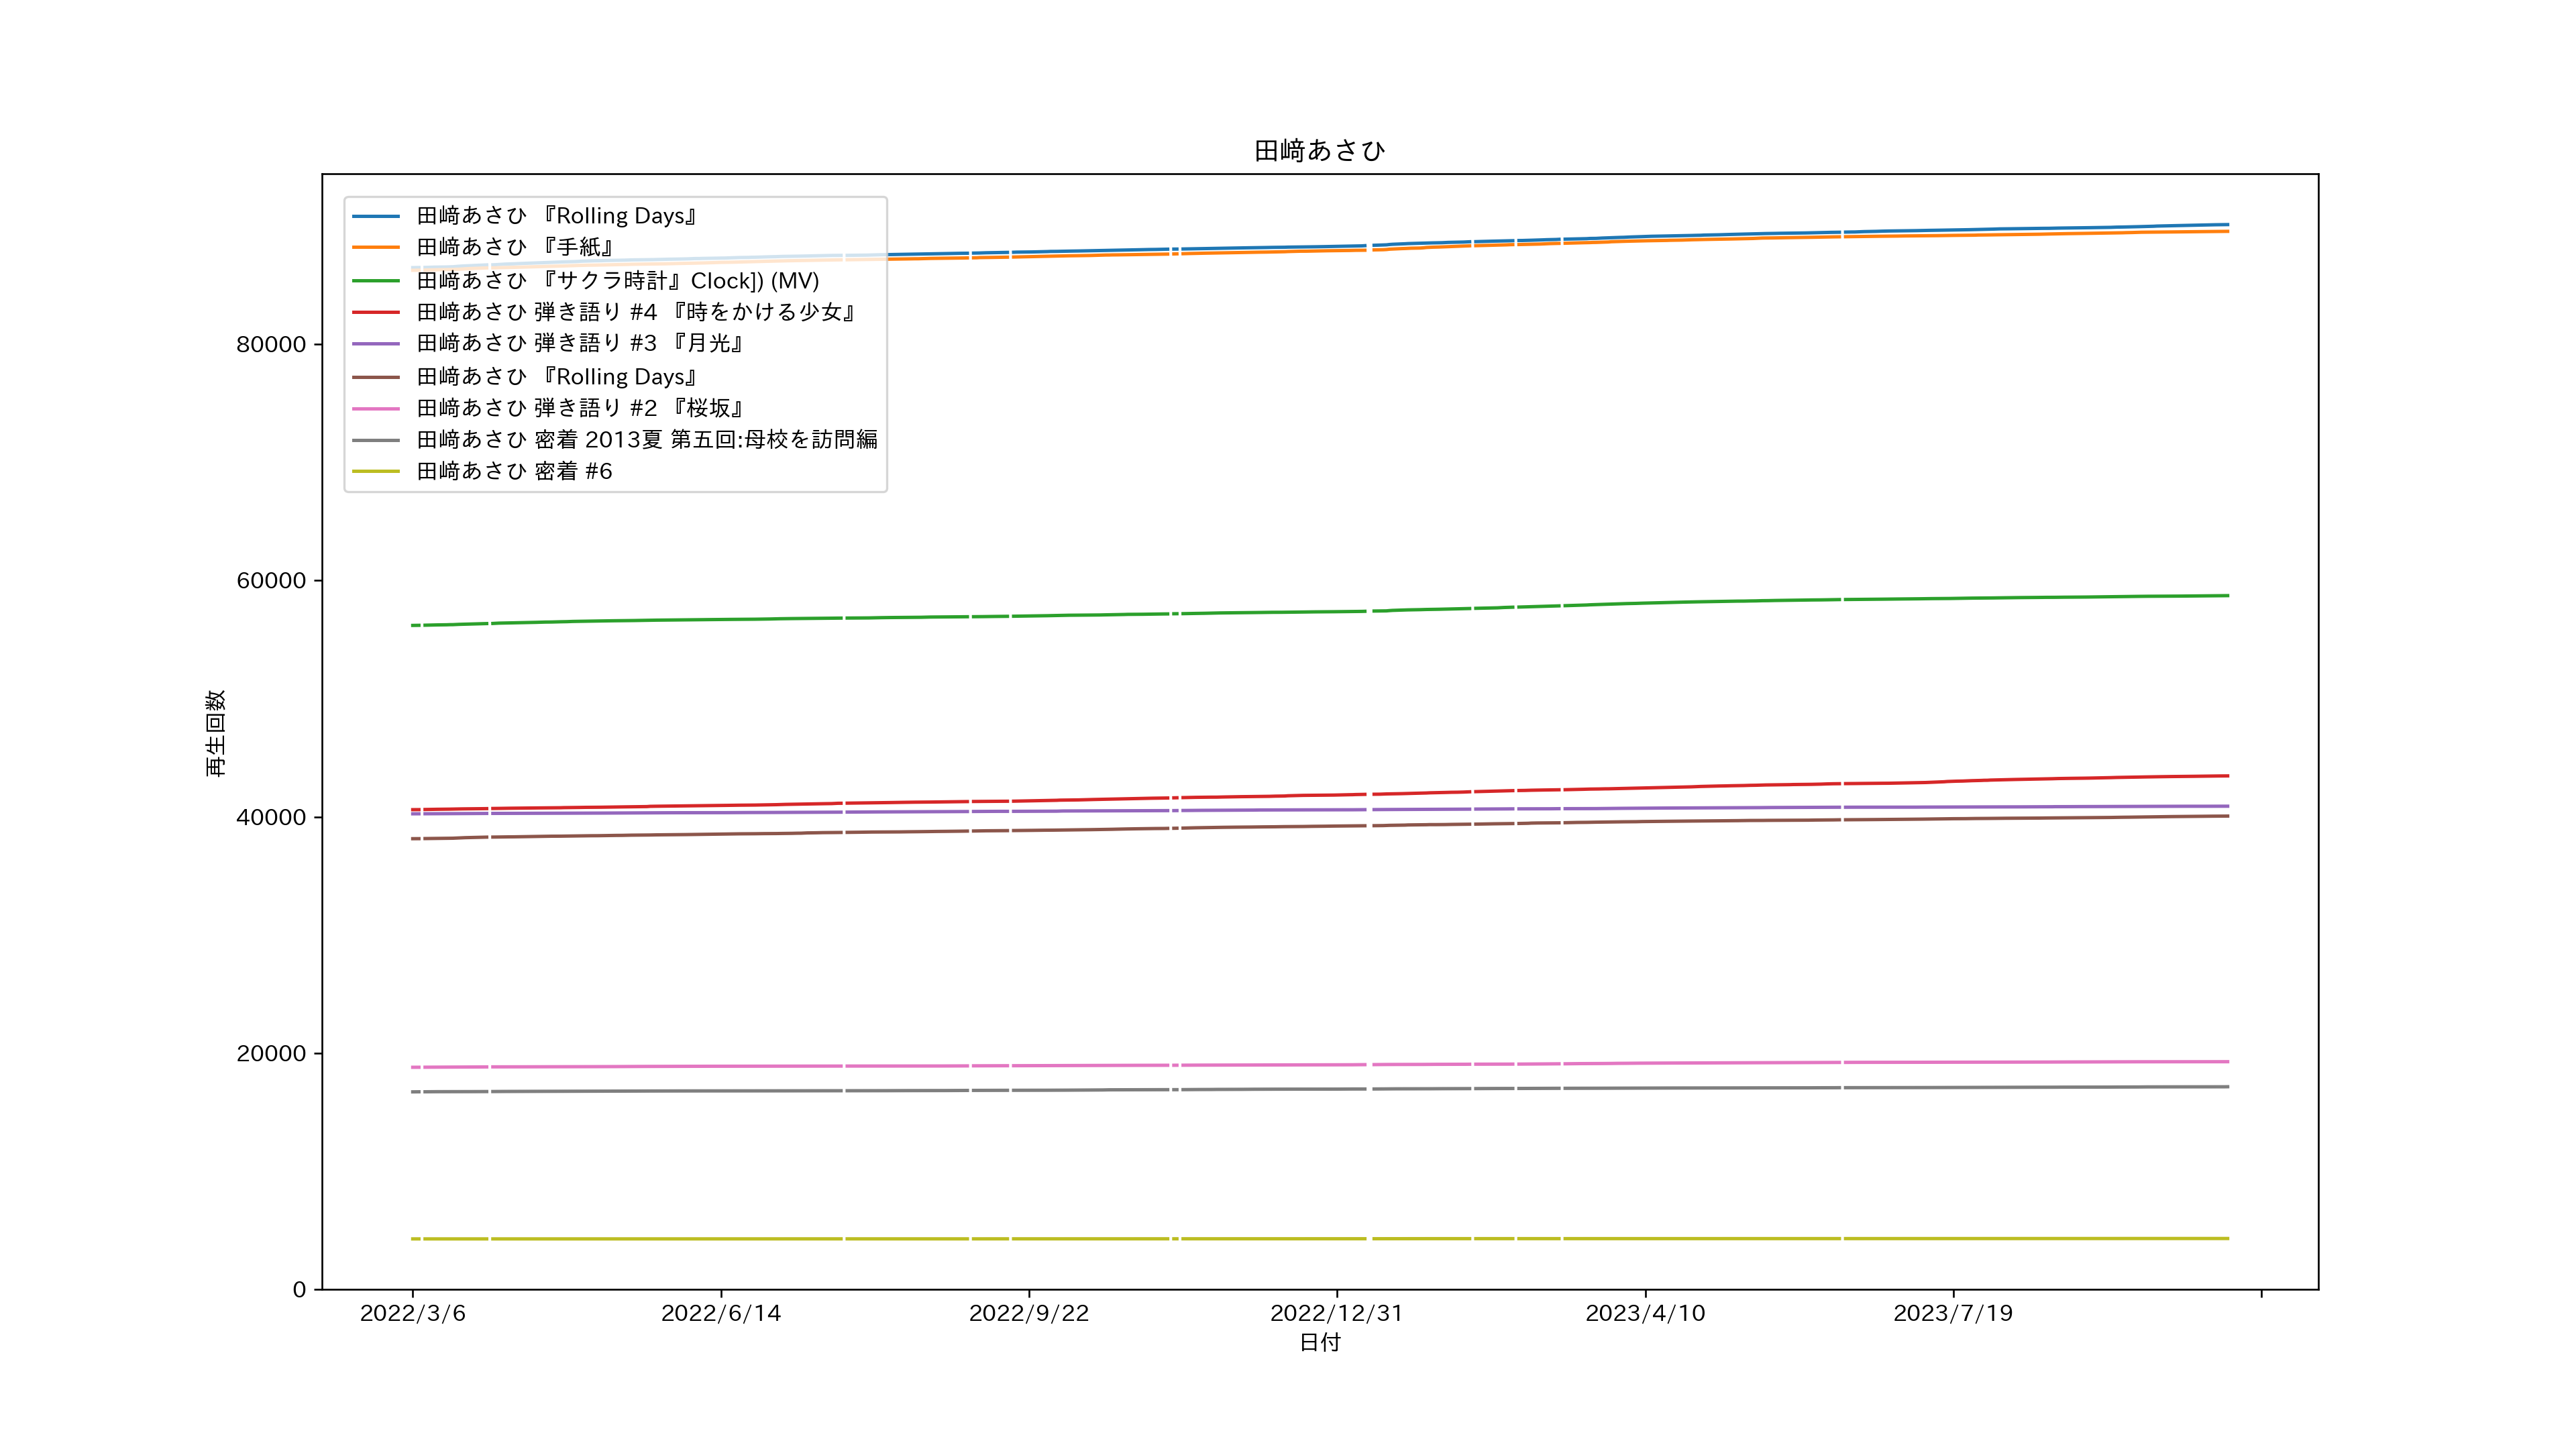 田﨑あさひ
田﨑あさひ 『Rolling Days』
田﨑あさひ 『手紙』
田﨑あさひ 『サクラ時計』Clock]) (MV)
田﨑あさひ 弾き語り #4 『時をかける少女』
田﨑あさひ 弾き語り #3 『月光』
田﨑あさひ 『Rolling Days』
田﨑あさひ 弾き語り #2 『桜坂』
田﨑あさひ 密着 2013夏 第五回:母校を訪問編
田﨑あさひ 密着 #6
80000
60000
40000
20000
0
再生回数
2022/3/6 2022/6/14 2022/9/22 2022/12/31 2023/4/10 2023/7/19
日付